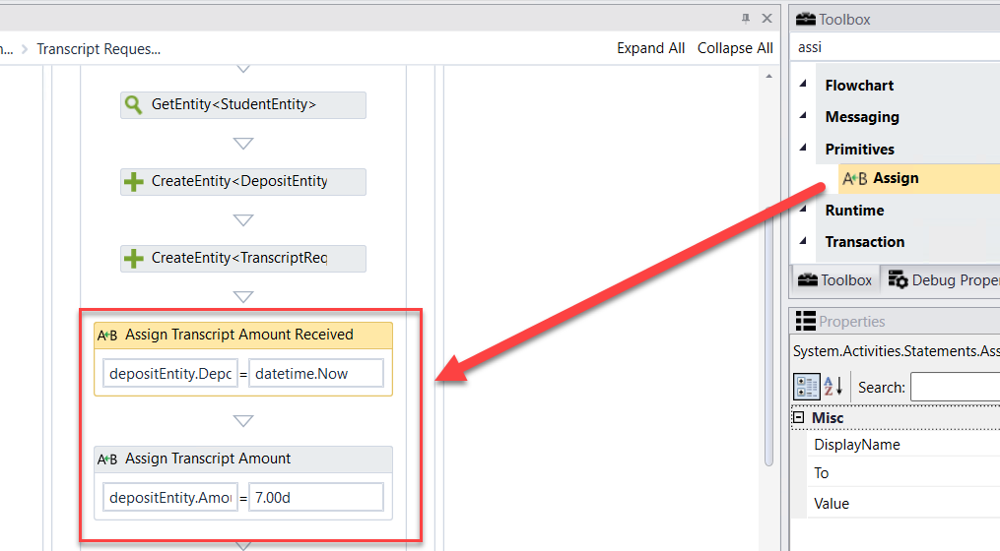 n... > Transcript Reques...
Expand All Collapse All
GetEntity<StudentEntity>
CreateEntity<DepositEntity
CreateEntity<TranscriptReq
A+B Assign Transcript Amount Received
depositEntity.Depo = datetime.Now
A+B Assign Transcript Amount
depositEntity.Amou = 7.00d
Toolbox
assi
Flowchart
Messaging
Primitives
A+B Assign
Runtime
Transaction
Toolbox Debug Prope
Properties
System.Activities.Statements.Ass
A Z Search:
Misc
DisplayName
To
Value